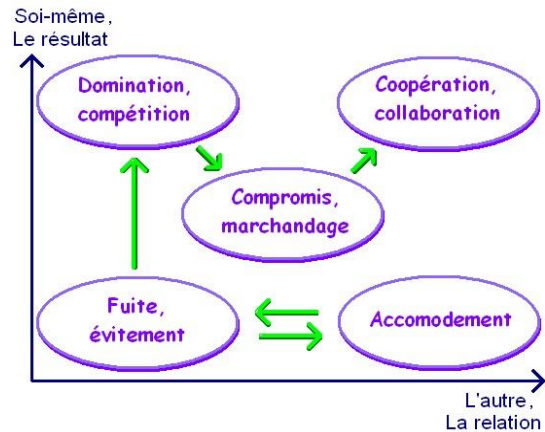 Soi-même,
Le résultat
Domination,
compétition
Coopération,
collaboration
Compromis,
marchandage
Fuite,
évitement
Accomodement
L'autre,
La relation